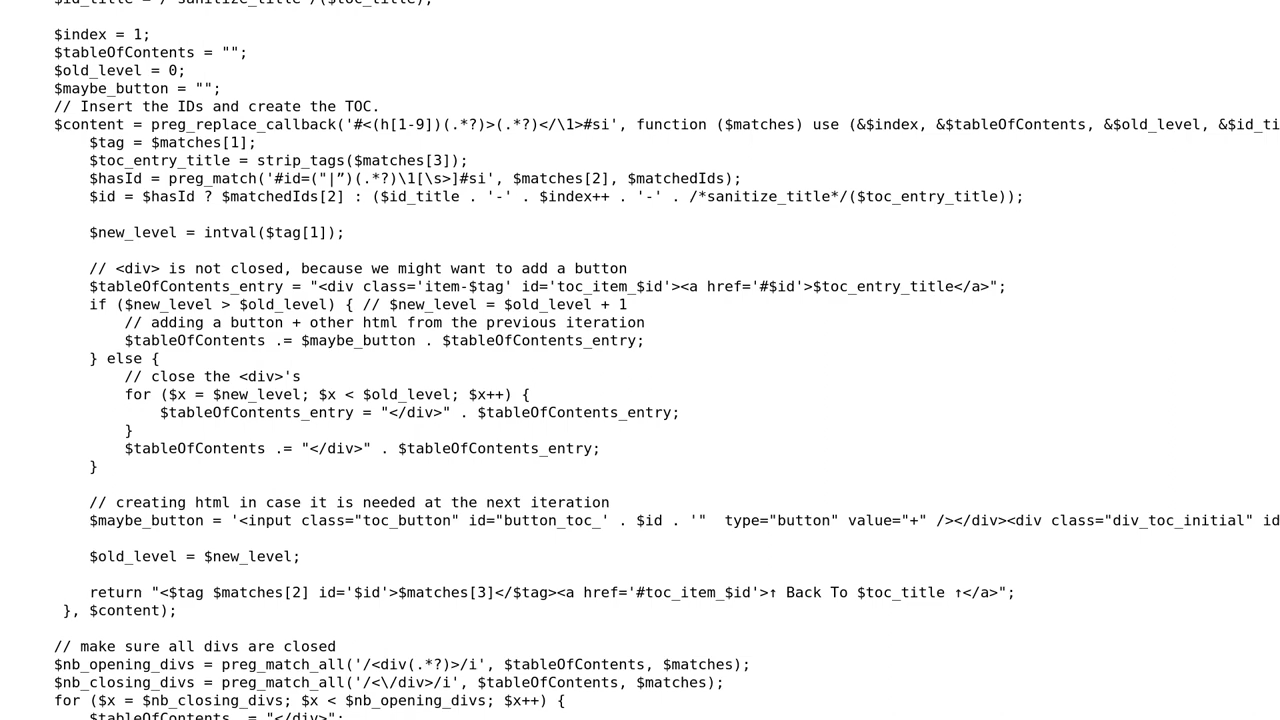 $id_title = /*sanitize_title*/($toc_title);
$index = 1;
$tableOfContents = "";
$old_level = 0;
$maybe_button = "";
// Insert the IDs and create the TOC.
$content = preg_replace_callback('#<(h[1-9])(.*?)>(.*?)</\1>#si', function ($matches) use (&$index, &$tableOfContents, &$old_level, &$id_ti
$tag = $matches[1];
$toc_entry_title = strip_tags($matches[3]);
$hasId = preg_match('#id=("|”)(.*?)\1[\s>]#si', $matches[2], $matchedIds);
$id = $hasId ? $matchedIds[2] : ($id_title . '-' . $index++ . '-' . /*sanitize_title*/($toc_entry_title));
$new_level = intval($tag[1]);
// <div> is not closed, because we might want to add a button
$tableOfContents_entry = "<div class='item-$tag' id='toc_item_$id'><a href='#$id'>$toc_entry_title</a>";
if ($new_level > $old_level) { // $new_level = $old_level + 1
// adding a button + other html from the previous iteration
$tableOfContents .= $maybe_button . $tableOfContents_entry;
} else {
// close the <div>'s
for ($x = $new_level; $x < $old_level; $x++) {
$tableOfContents_entry = "</div>" . $tableOfContents_entry;
}
$tableOfContents .= "</div>" . $tableOfContents_entry;
}
// creating html in case it is needed at the next iteration
$maybe_button = '<input class="toc_button" id="button_toc_' . $id . '"  type="button" value="+" /></div><div class="div_toc_initial" id
$old_level = $new_level;
return "<$tag $matches[2] id='$id'>$matches[3]</$tag><a href='#toc_item_$id'>↑ Back To $toc_title ↑</a>";
}, $content);
// make sure all divs are closed
$nb_opening_divs = preg_match_all('/<div(.*?)>/i', $tableOfContents, $matches);
$nb_closing_divs = preg_match_all('/<\/div>/i', $tableOfContents, $matches);
for ($x = $nb_closing_divs; $x < $nb_opening_divs; $x++) {
$tableOfContents .= "</div>";